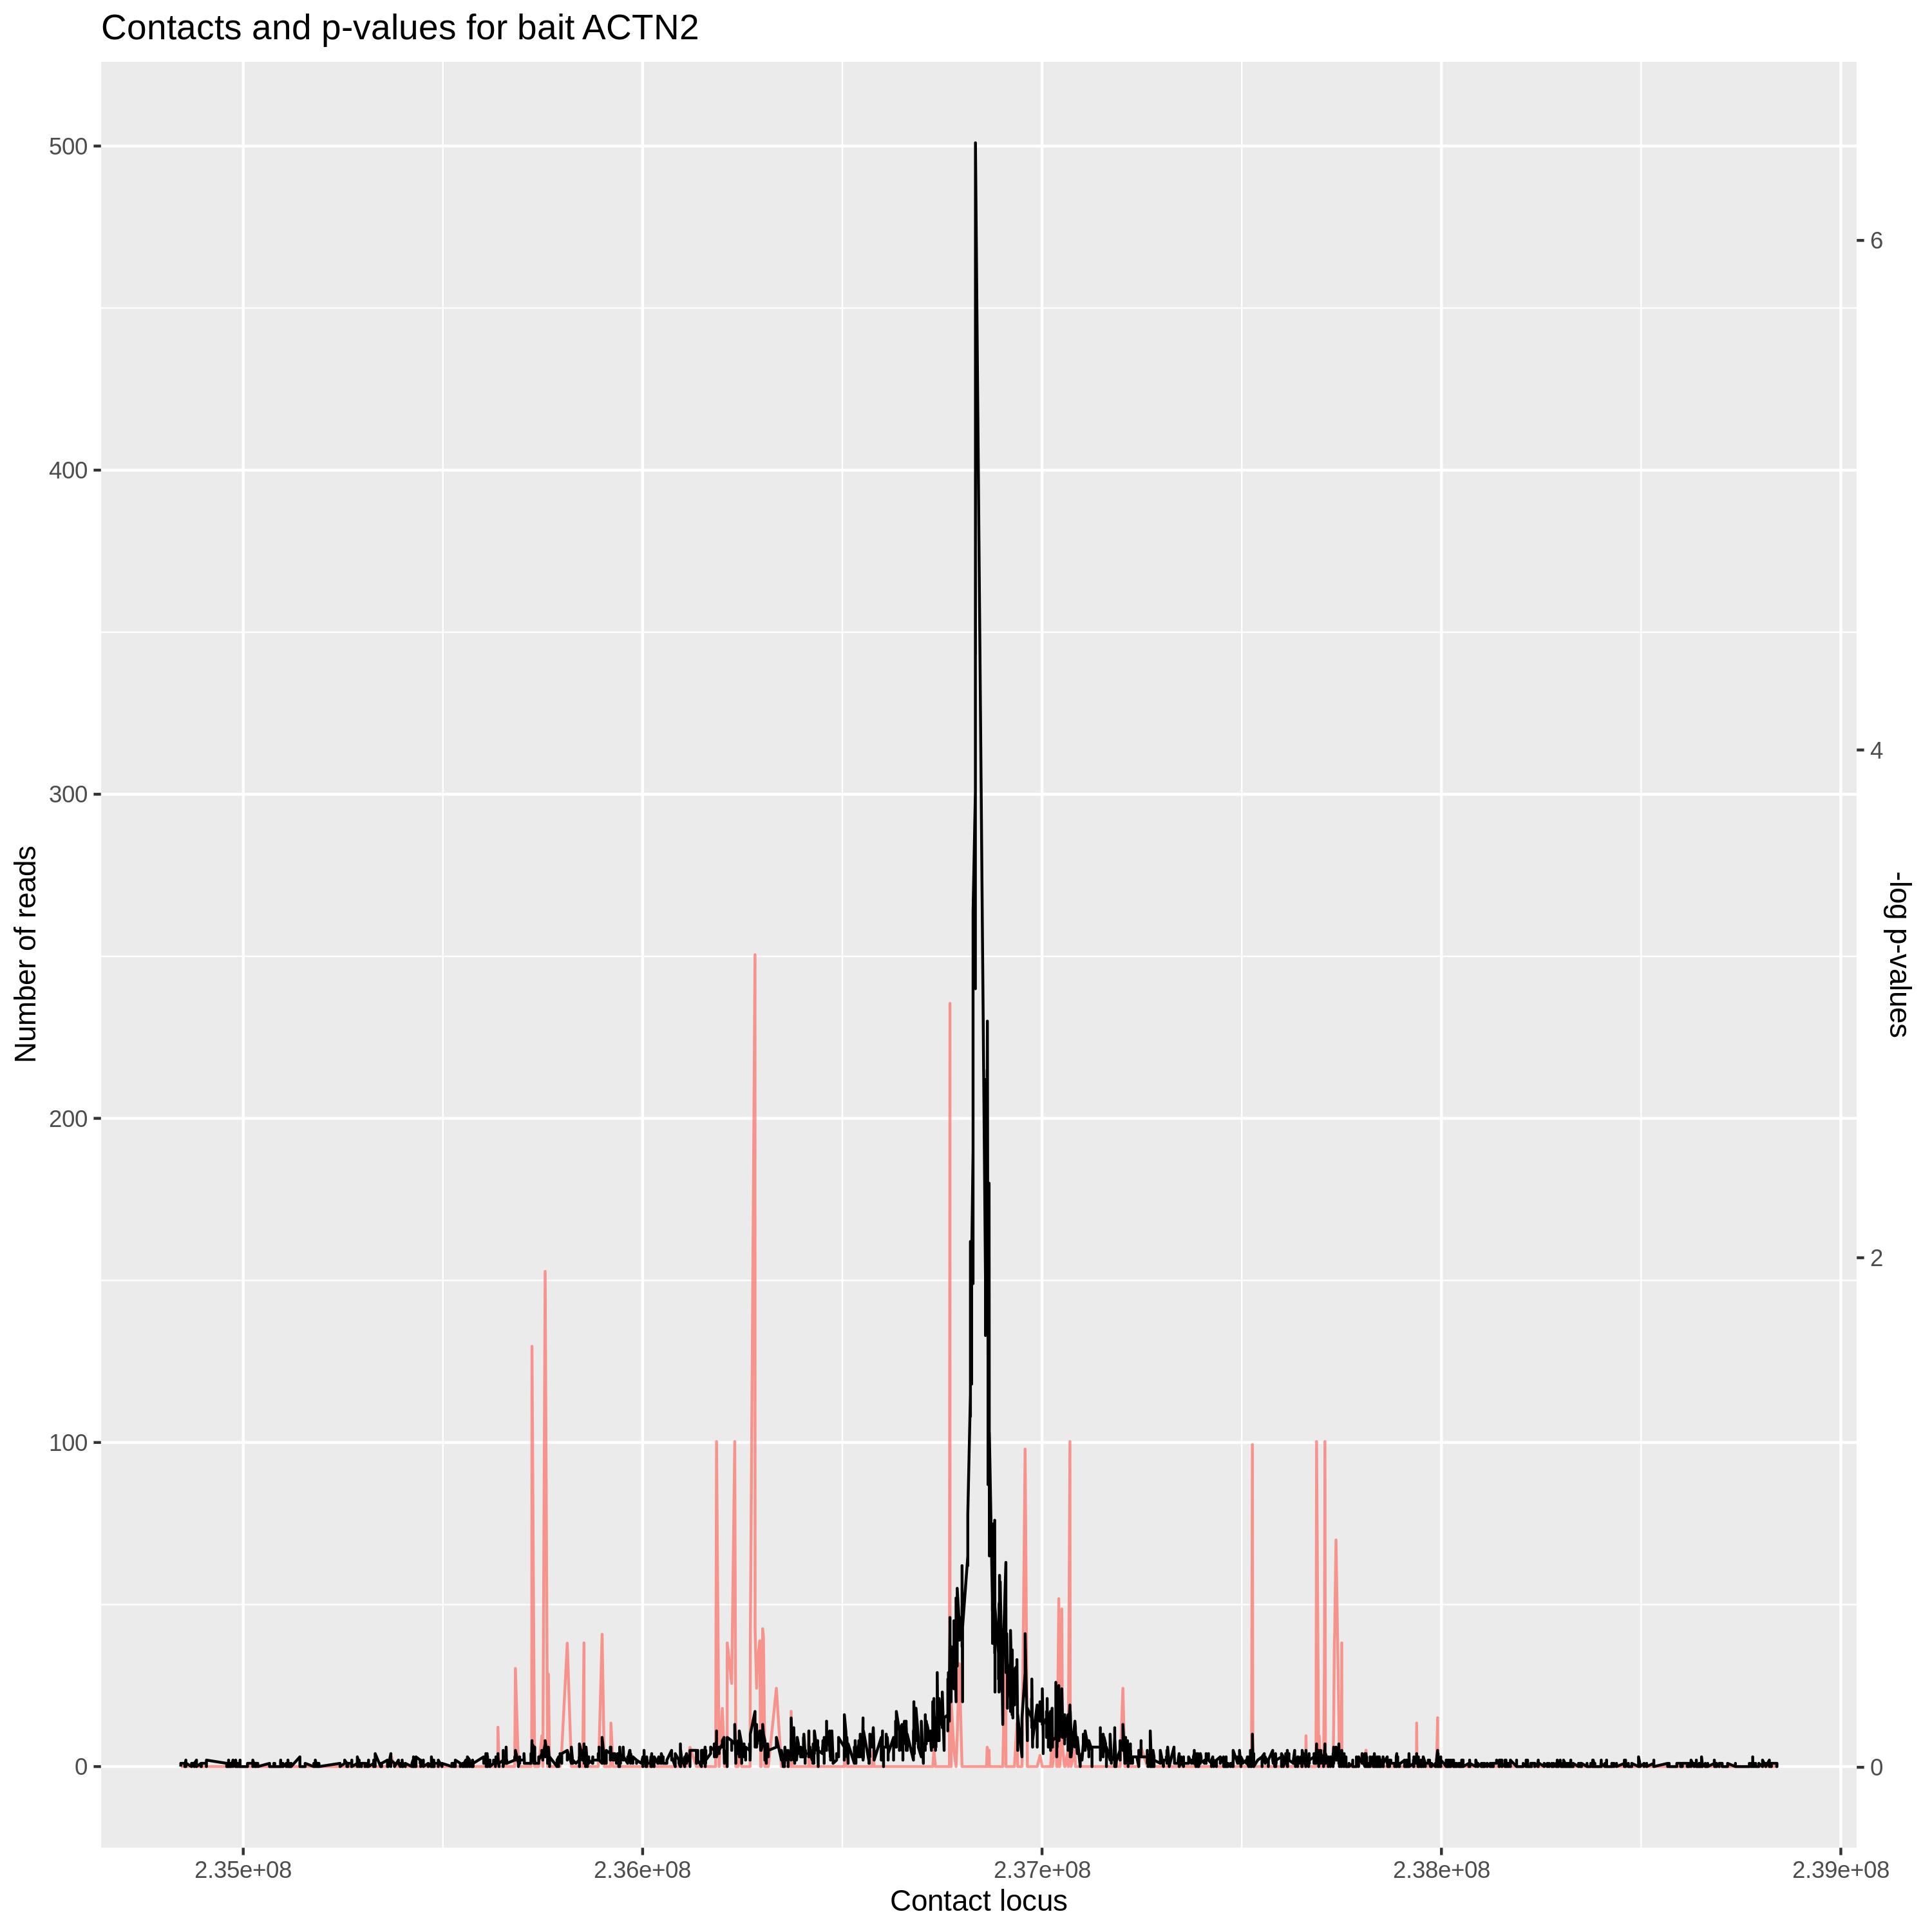 Contacts and p-values for bait ACTN2
500
400
300
200
100
0
Number of reads
6
4
2
0
-log p-values
2.35e+08 2.36e+08 2.37e+08 2.38e+08 2.39e+08
Contact locus